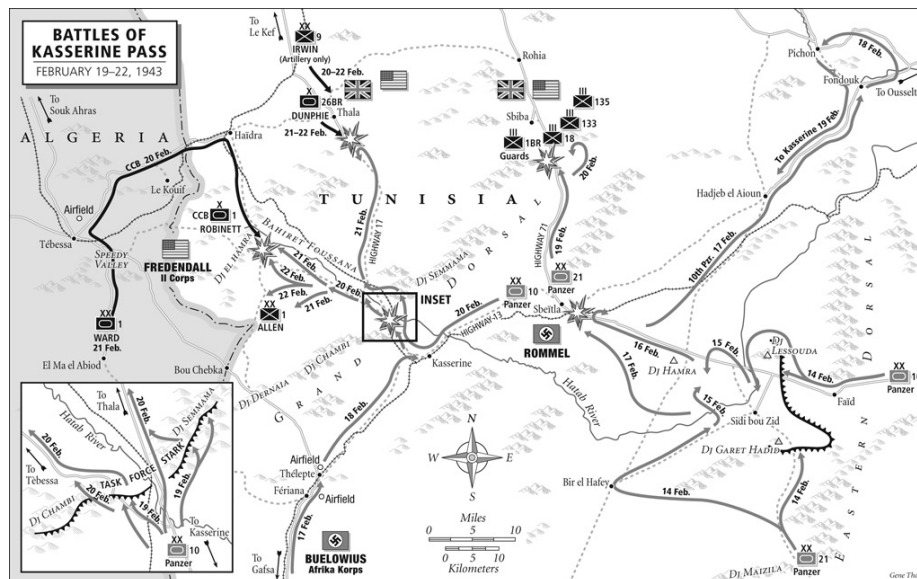 BATTLES OF
KASSERINE PASS
FEBRUARY 19–22, 1943
To
Le Kef
XX
9
IRWIN
(Artillery only)
20–22 Feb.
X
26BR
DUNPHIE
Thala
21–22 Feb.
Rohia
Sbiba
III
135
III
133
III
18
III
1BR
Guards
20 Feb.
Pichon
18 Feb.
Fondouk
To Ousselt
To Kasserine 19 Feb.
Hadjeb el Aioun
10th Pzr. 17 Feb.
To
Souk Ahras
ALGERIA
CCB 20 Feb.
Haïdra
Le Kouif
Airfield
Tébessa
SPEEDY
VALLEY
X
CCB
1
ROBINETT
FREDENDALL
II Corps
TUNISIA
BAHIRET FOUSSANA
DJ EL HAMRA
21 Feb.
HIGHWAY 17
21 Feb.
20 Feb.
22 Feb.
22 Feb.
21 Feb.
XX
1
ALLEN
INSET
DJ SEMMAMA
DORSAL
HIGHWAY 71
19 Feb.
XX
21
Panzer
XX
10
Panzer
20 Feb.
HIGHWAY 13
Sbeïtla
ROMMEL
Kasserine
XX
1
WARD
21 Feb.
El Ma el Abiod
Bou Chebka
DJ DERNAIA
DJ CHAMBI
GRAND
18 Feb.
Airfield
Thélepte
Fériana
Airfield
17 Feb.
To
Gafsa
BUELOWIUS
Afrika Korps
Hatab River
16 Feb.
17 Feb.
DJ HAMRA
15 Feb.
15 Feb.
DJ
LESSOUDA
14 Feb.
XX
Panzer
Faïd
Sidi bou Zid
DJ GARET HADID
Bir el Hafey
14 Feb.
14 Feb.
XX
21
Panzer
DJ MAIZILA
EASTERN DORSAL
N
W
E
S
Miles
0 5 10
0 5 10
Kilometers
To
Thala
20 Feb.
Hatab River
DJ SEMMAMA
20 Feb.
To
Tébessa
TASK FORCE STARK
20 Feb.
19 Feb.
19 Feb.
DJ CHAMBI
To
Kasserine
XX
10
Panzer